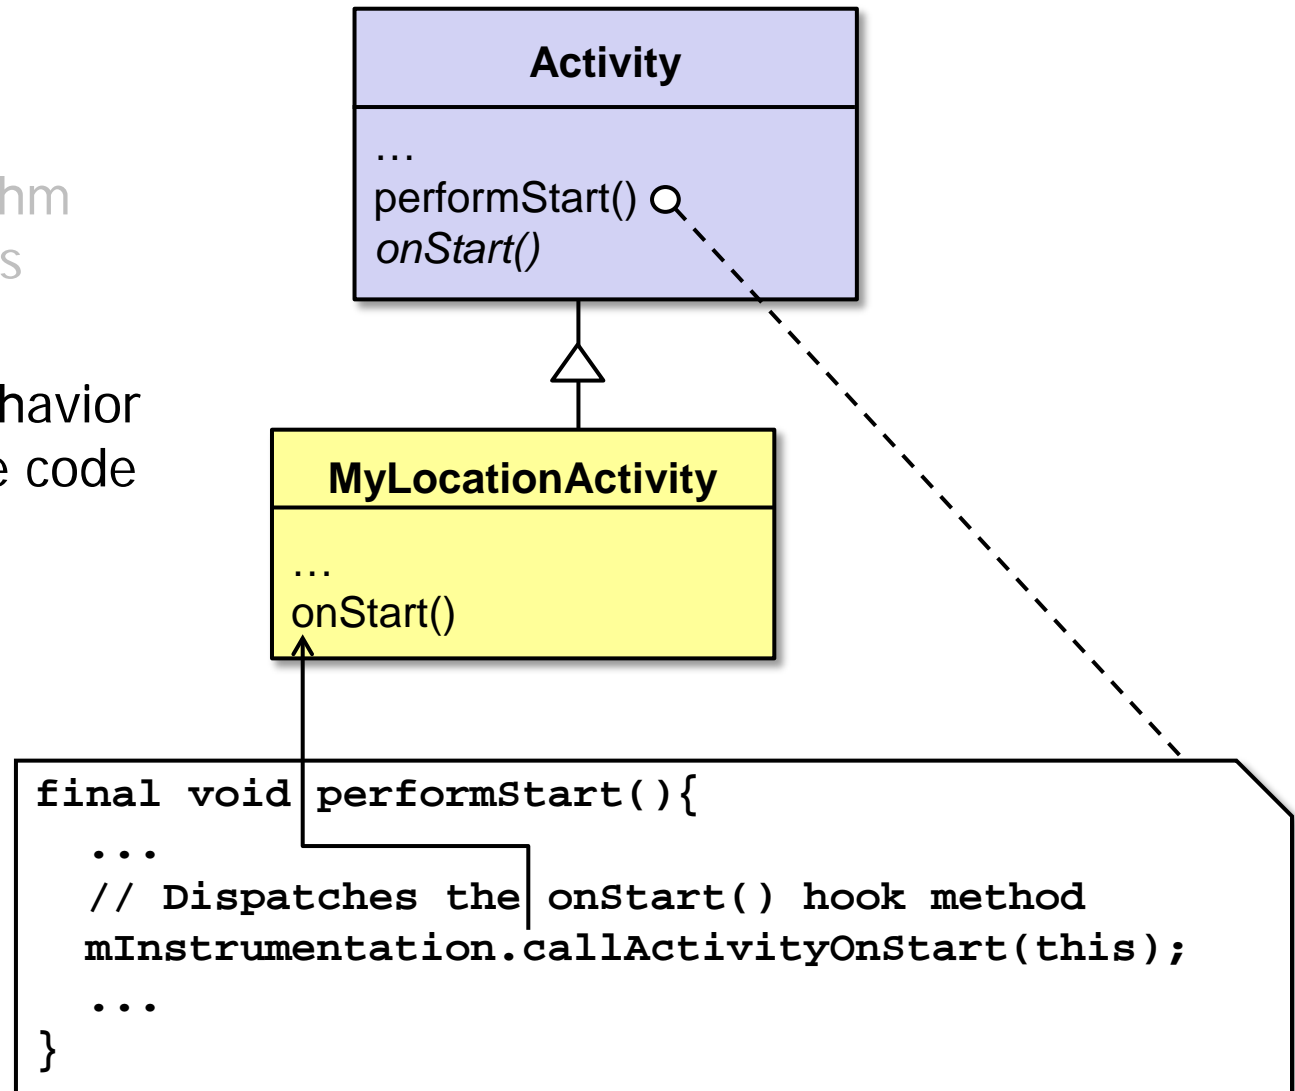 Activity
…
performStart()
onStart()
hm
s
havior
e code
MyLocationActivity
…
onStart()
final void performStart(){
...
// Dispatches the onStart() hook method
mInstrumentation.callActivityOnStart(this);
...
}